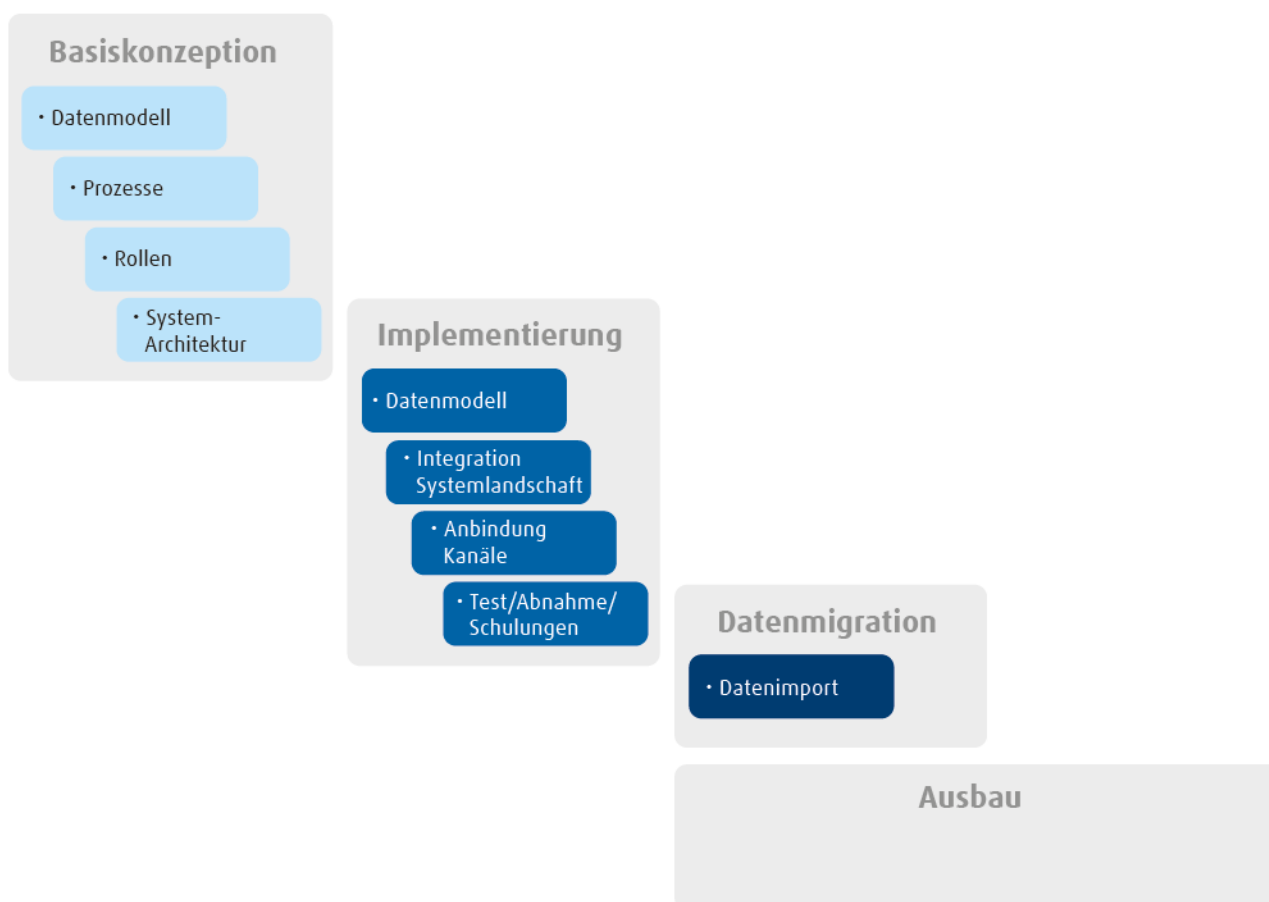 Basiskonzeption
• Datenmodell
• Prozesse
• Rollen
• System-
Architektur
Implementierung
• Datenmodell
• Integration
Systemlandschaft
• Anbindung
Kanäle
• Test/Abnahme/
Schulungen
Datenmigration
• Datenimport
Ausbau